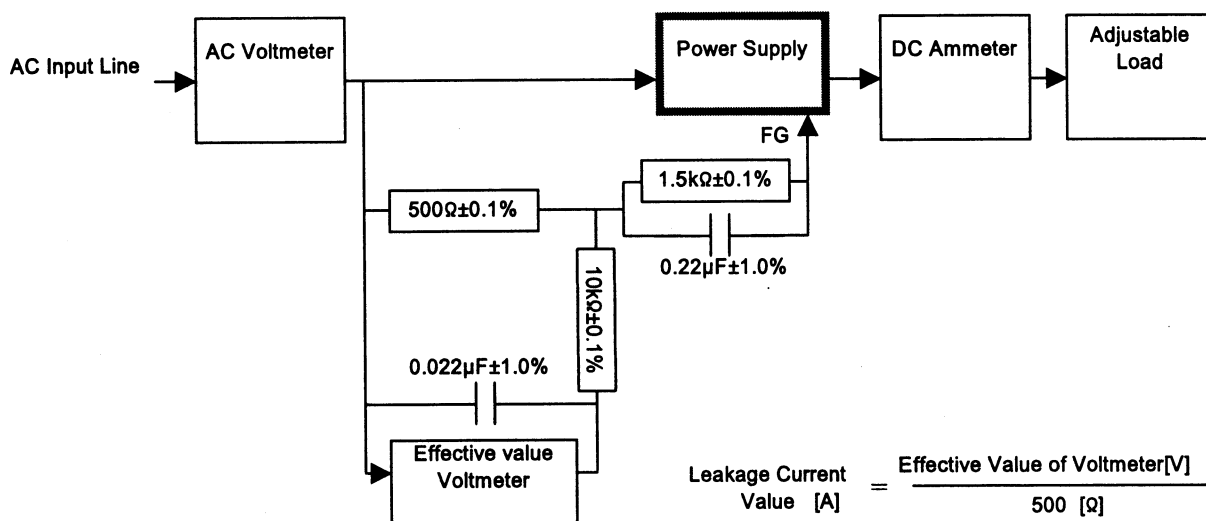 AC Input Line
AC Voltmeter
Power Supply
DC Ammeter
Adjustable
Load
FG
1.5kΩ±0.1%
500Ω±0.1%
0.22µF±1.0%
10kΩ±0.1%
0.022µF±1.0%
Effective value
Voltmeter
Leakage Current
Value [A]
=
Effective Value of Voltmeter[V]
500 [Ω]